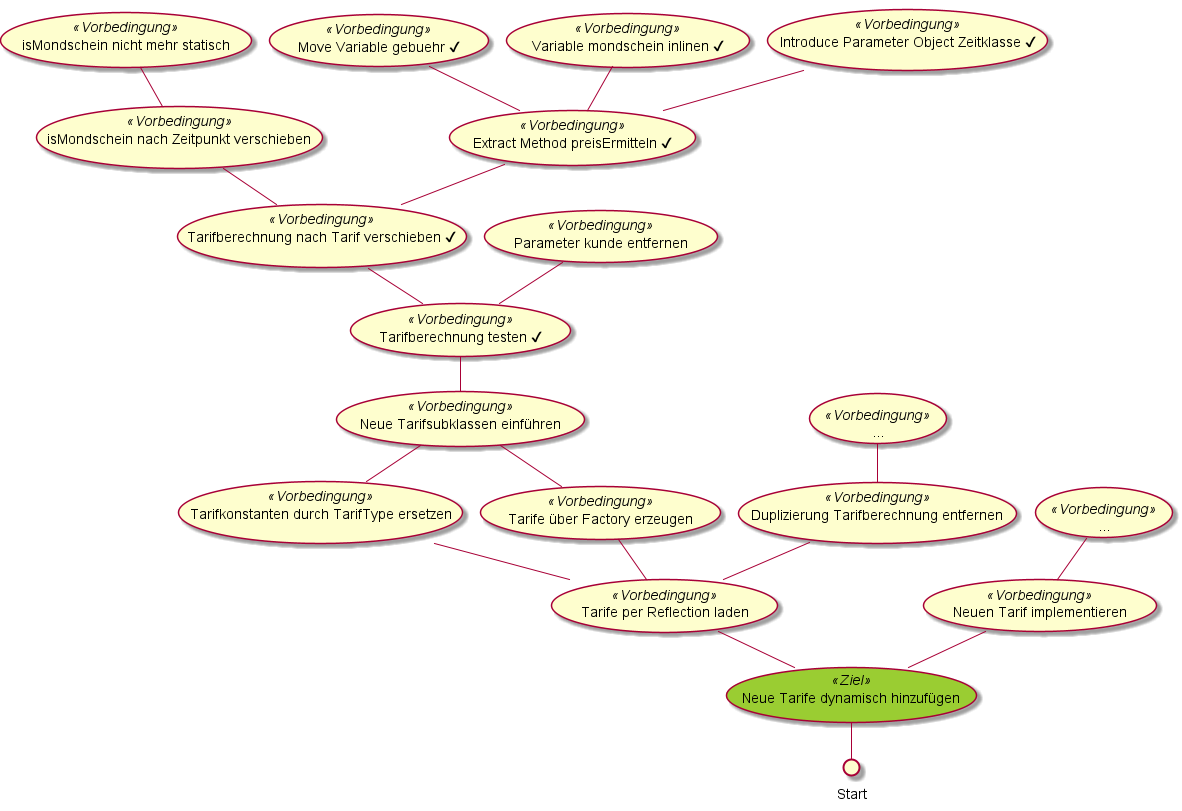 «Vorbedingung»
isMondschein nicht mehr statisch
«Vorbedingung»
Move Variable gebuehr ✔
«Vorbedingung»
Variable mondschein inlinen ✔
«Vorbedingung»
Introduce Parameter Object Zeitklasse ✔
«Vorbedingung»
isMondschein nach Zeitpunkt verschieben
«Vorbedingung»
Extract Method preisErmitteln ✔
«Vorbedingung»
Tarifberechnung nach Tarif verschieben ✔
«Vorbedingung»
Parameter kunde entfernen
«Vorbedingung»
Tarifberechnung testen ✔
«Vorbedingung»
Neue Tarifsubklassen einführen
«Vorbedingung»
...
«Vorbedingung»
Tarifkonstanten durch TarifType ersetzen
«Vorbedingung»
Tarife über Factory erzeugen
«Vorbedingung»
Duplizierung Tarifberechnung entfernen
«Vorbedingung»
...
«Vorbedingung»
Tarife per Reflection laden
«Vorbedingung»
Neuen Tarif implementieren
«Ziel»
Neue Tarife dynamisch hinzufügen
Start